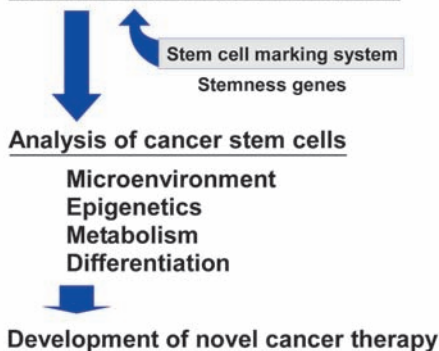 Stem cell marking system
Stemness genes
Analysis of cancer stem cells
Microenvironment
Epigenetics
Metabolism
Differentiation
Development of novel cancer therapy